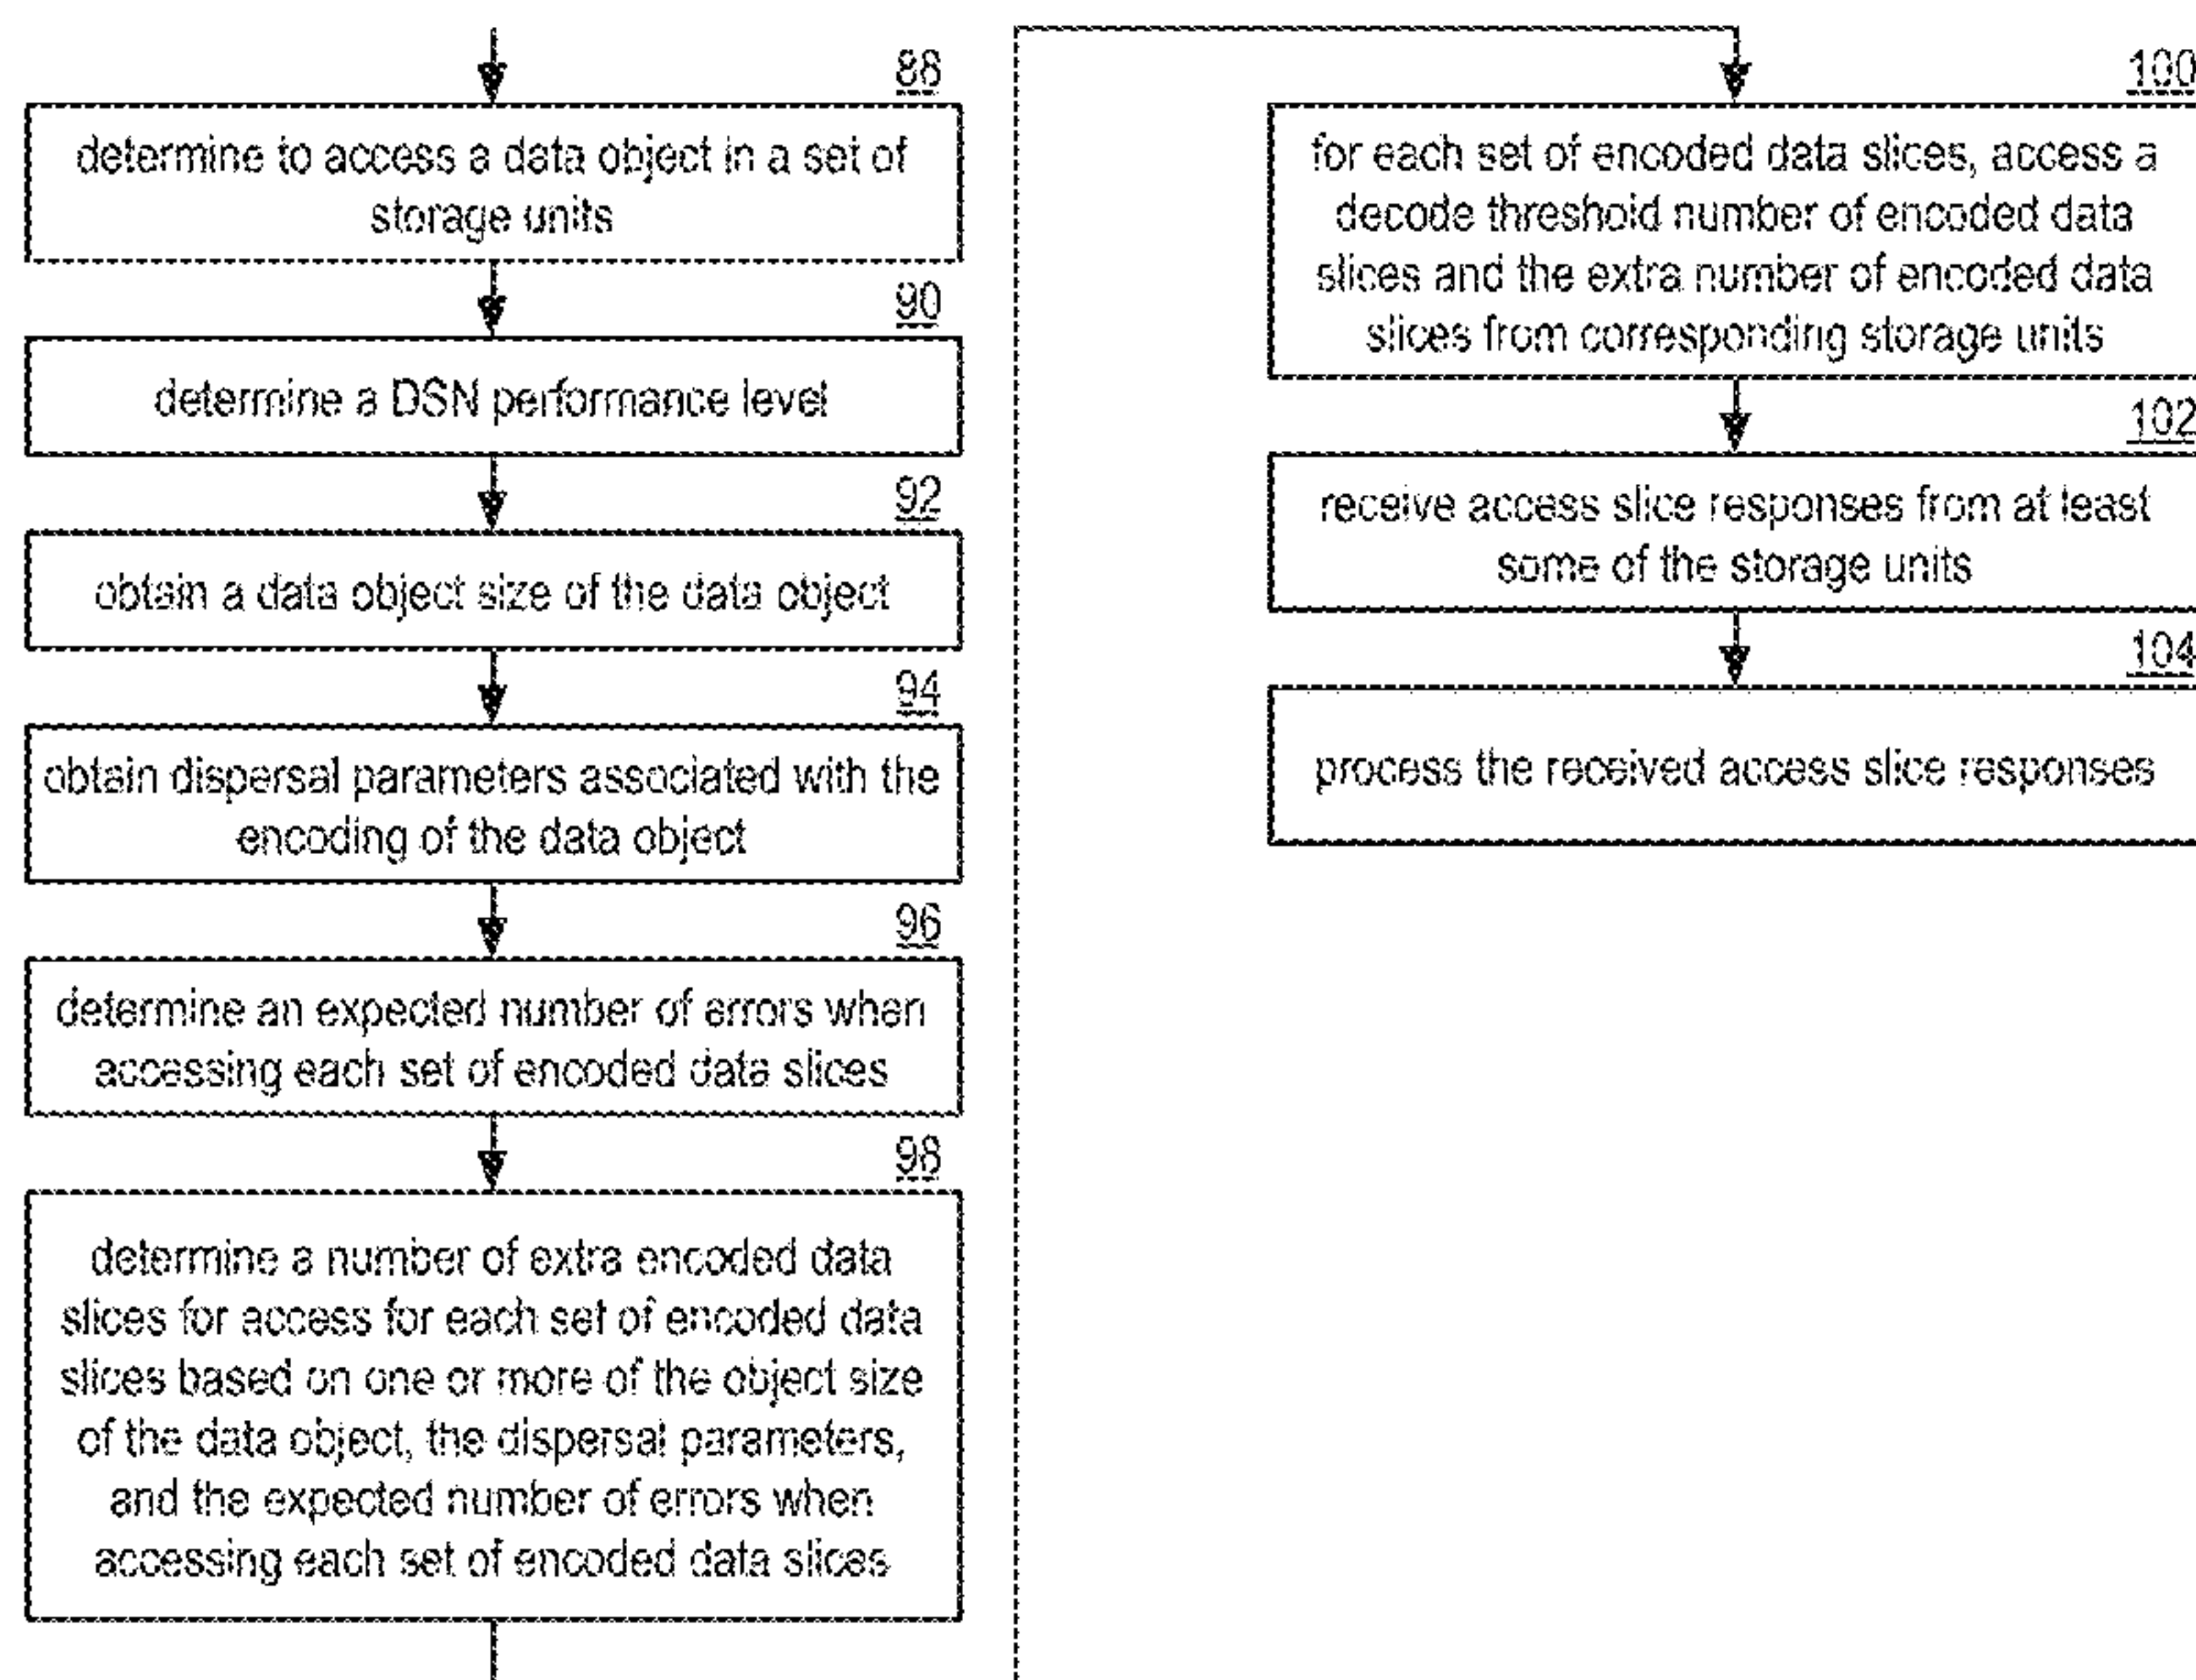 88
determine to access a data object in a set of
storage units
90
determine a DSN performance level
92
obtain a data object size of the data object
94
obtain dispersal parameters associated with the
encoding of the data object
96
determine an expected number of errors when
accessing each set of encoded data slices
98
determine a number of extra encoded data
slices for access for each set of encoded data
slices based on one or more of the object size
of the data object, the dispersal parameters,
and the expected number of errors when
accessing each set of encoded data slices
100
for each set of encoded data slices, access a
decode threshold number of encoded data
slices and the extra number of encoded data
slices from corresponding storage units
102
receive access slice responses from at least
some of the storage units
104
process the received access slice responses